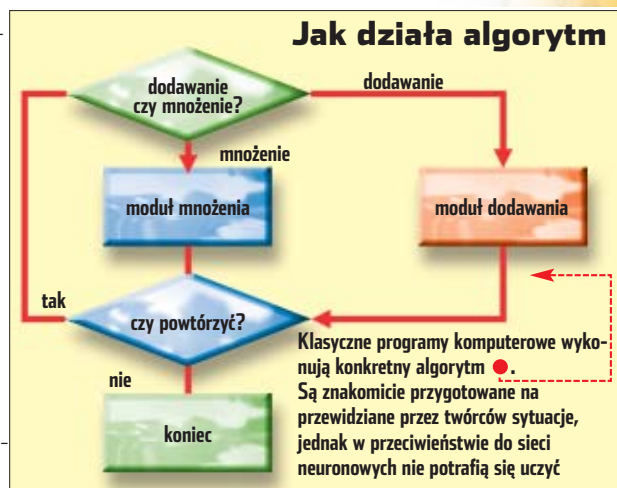 Jak działa algorytm
dodawanie
czy mnożenie?
dodawanie
mnożenie
moduł mnożenia
moduł dodawania
tak
czy powtórzyć?
nie
koniec
Klasyczne programy komputerowe wyko-
nują konkretny algorytm .
Są znakomicie przygotowane na
przewidziane przez twórców sytuacje,
jednak w przeciwieństwie do sieci
neuronowych nie potrafią się uczyć